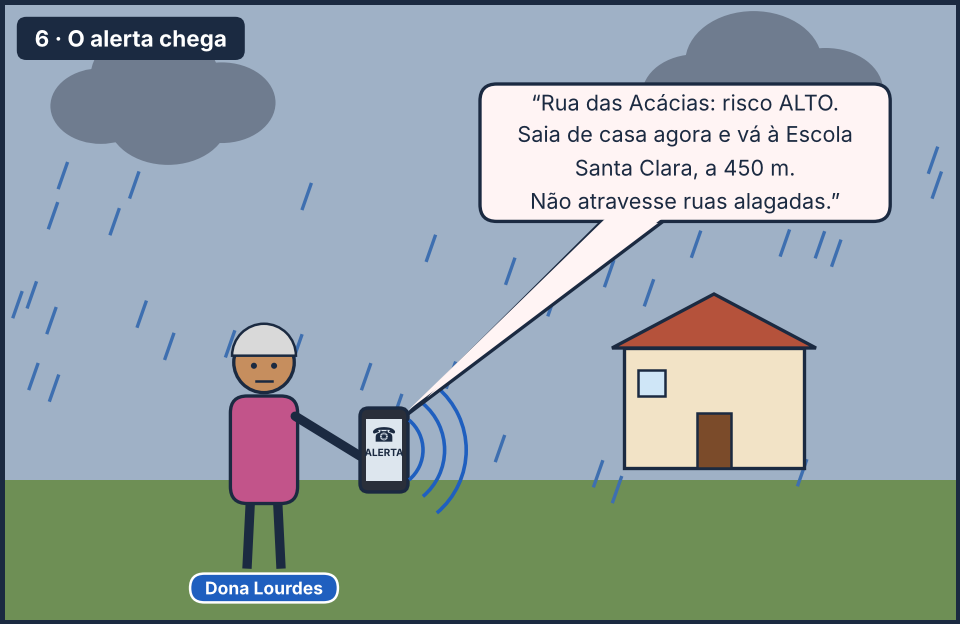 6 · O alerta chega
“Rua das Acácias: risco ALTO.
Saia de casa agora e vá à Escola
Santa Clara, a 450 m.
Não atravesse ruas alagadas.”
☎
ALERTA
Dona Lourdes